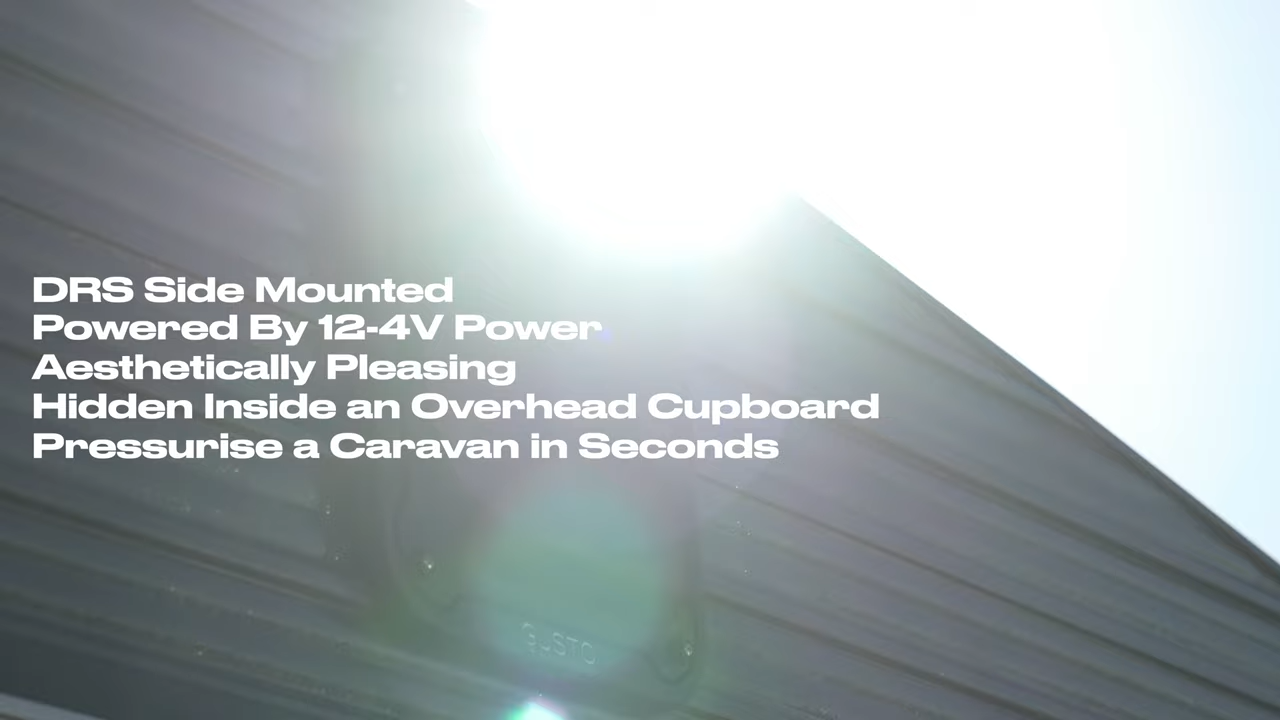 DRS Side Mounted
Powered By 12-4V Power
Aesthetically Pleasing
Hidden Inside an Overhead Cupboard
Pressurise a Caravan in Seconds